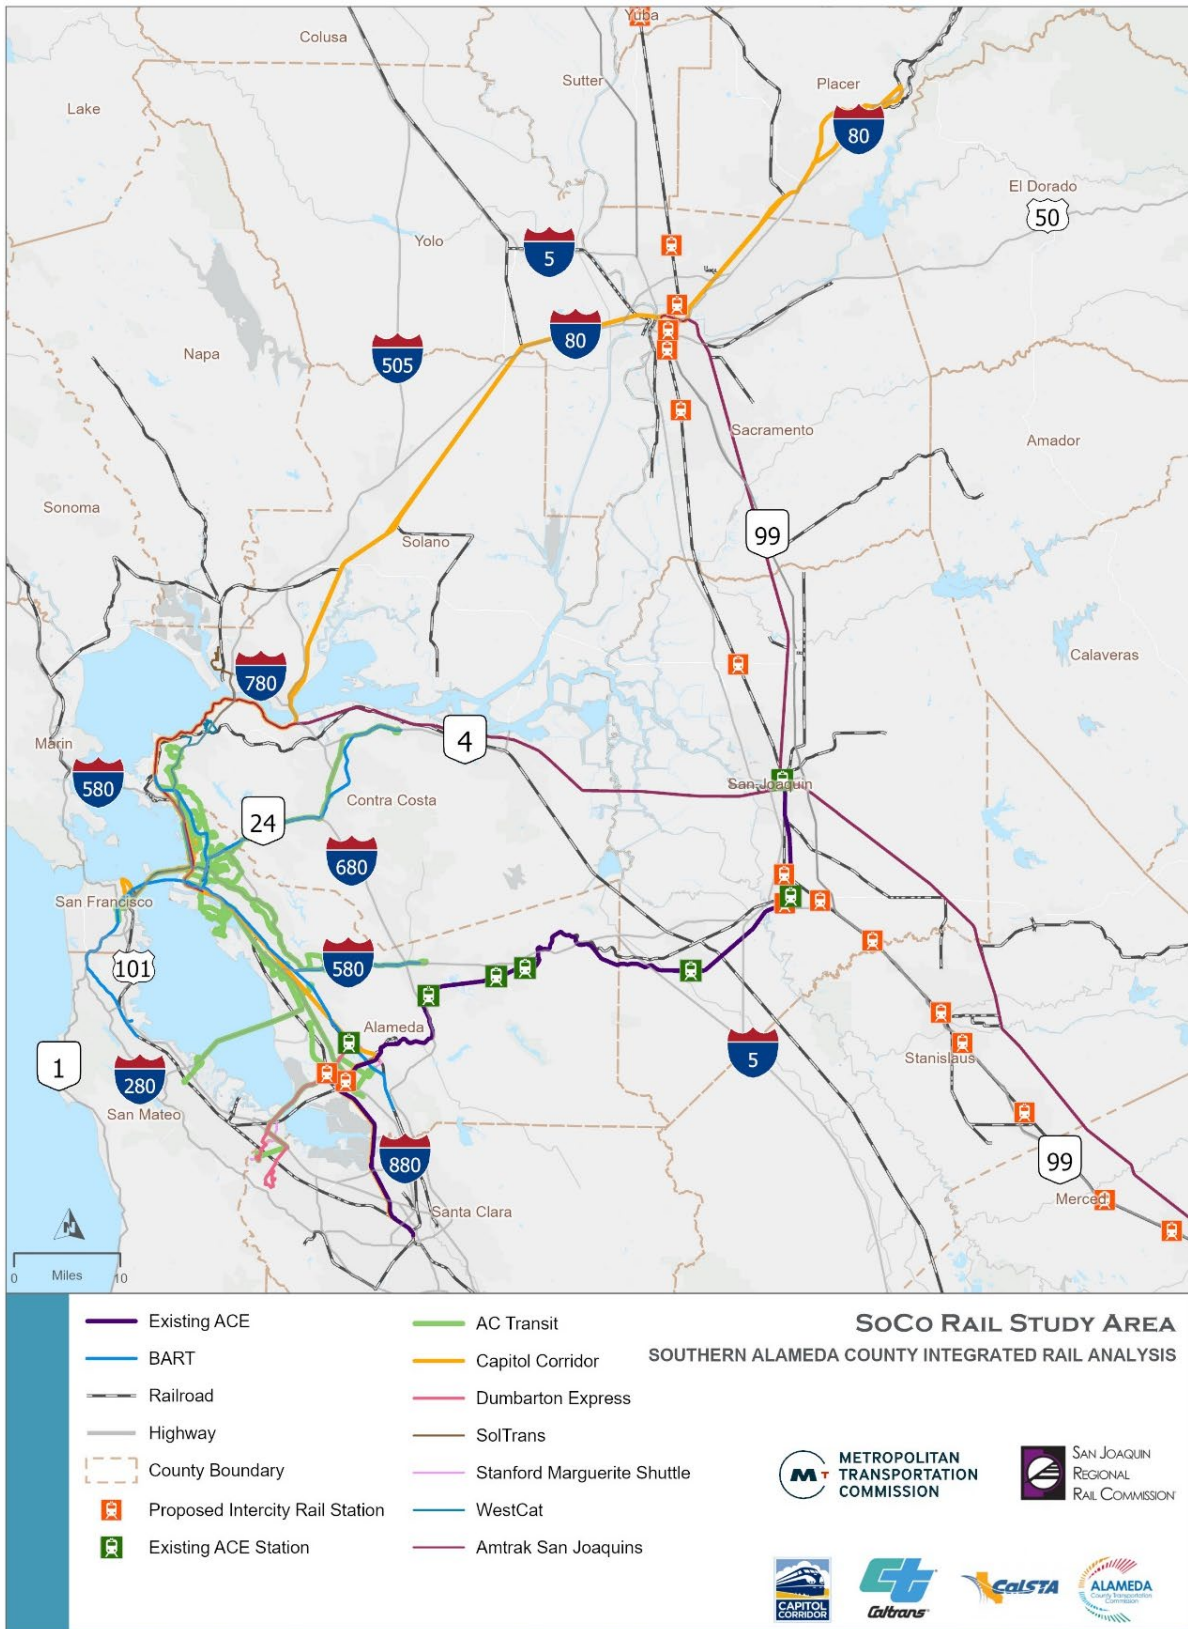 Yuba
Colusa
Sutter
Placer
Lake
80
El Dorado
50
Yolo
5
80
Napa
505
Sacramento
Amador
Sonoma
99
Solano
Calaveras
780
4
Marin
580
San Joaquin
Contra Costa
24
680
San Francisco
101
580
Alameda
5
Stanislaus
1
280
San Mateo
880
99
Merced
Santa Clara
N
0 Miles 10
Existing ACE
BART
Railroad
Highway
County Boundary
Proposed Intercity Rail Station
Existing ACE Station
AC Transit
Capitol Corridor
Dumbarton Express
SolTrans
Stanford Marguerite Shuttle
WestCat
Amtrak San Joaquins
SOCO RAIL STUDY AREA
SOUTHERN ALAMEDA COUNTY INTEGRATED RAIL ANALYSIS
M T
METROPOLITAN
TRANSPORTATION
COMMISSION
SAN JOAQUIN
REGIONAL
RAIL COMMISSION
CAPITOL
CORRIDOR
Ct
Caltrans
CalSTA
ALAMEDA
County Transportation
Commission